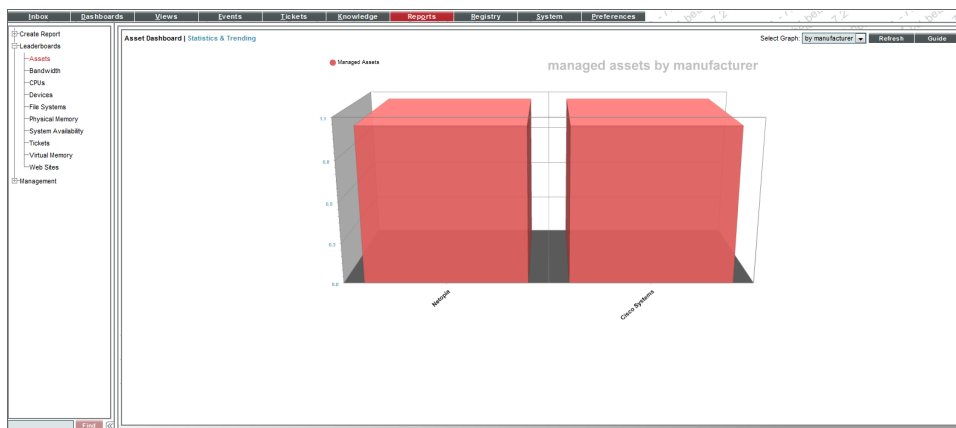 Inbox Dashboards Views Events Tickets Knowledge Reports Registry System Preferences
Create Report
Leaderboards
Assets
Bandwidth
CPUs
Devices
File Systems
Physical Memory
System Availability
Tickets
Virtual Memory
Web Sites
Management
Find
Asset Dashboard | Statistics & Trending
Select Graph: by manufacturer Refresh Guide
Managed Assets
managed assets by manufacturer
0.0
Netopia
Cisco Systems